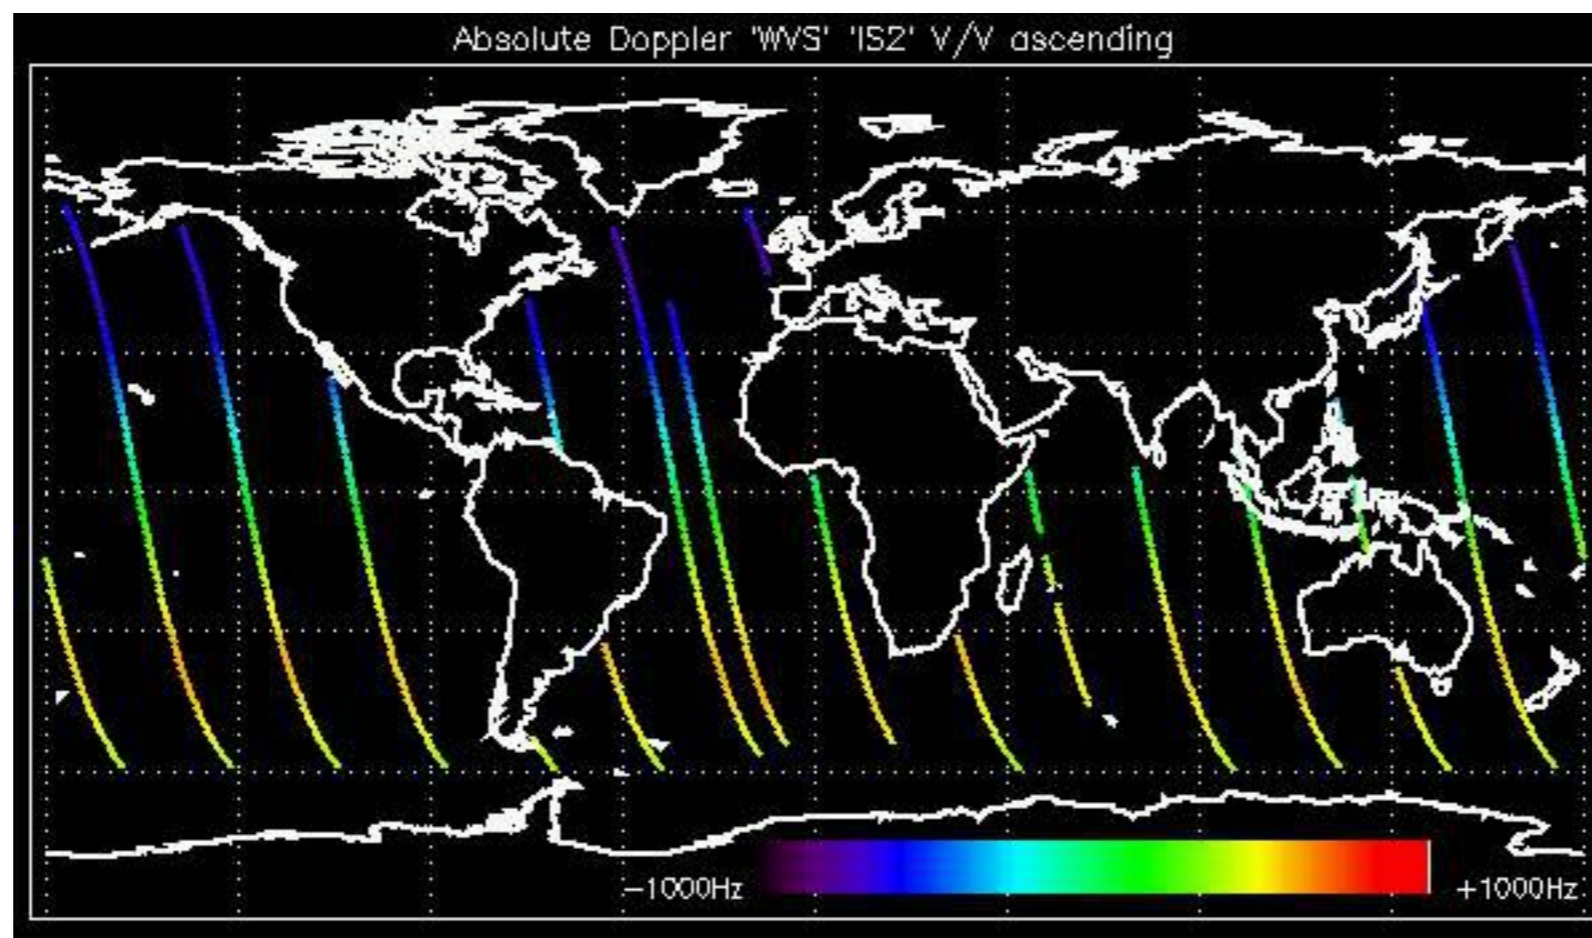 Absolute Doppler 'WVS' 'IS2' V/V ascending
−1000Hz +1000Hz